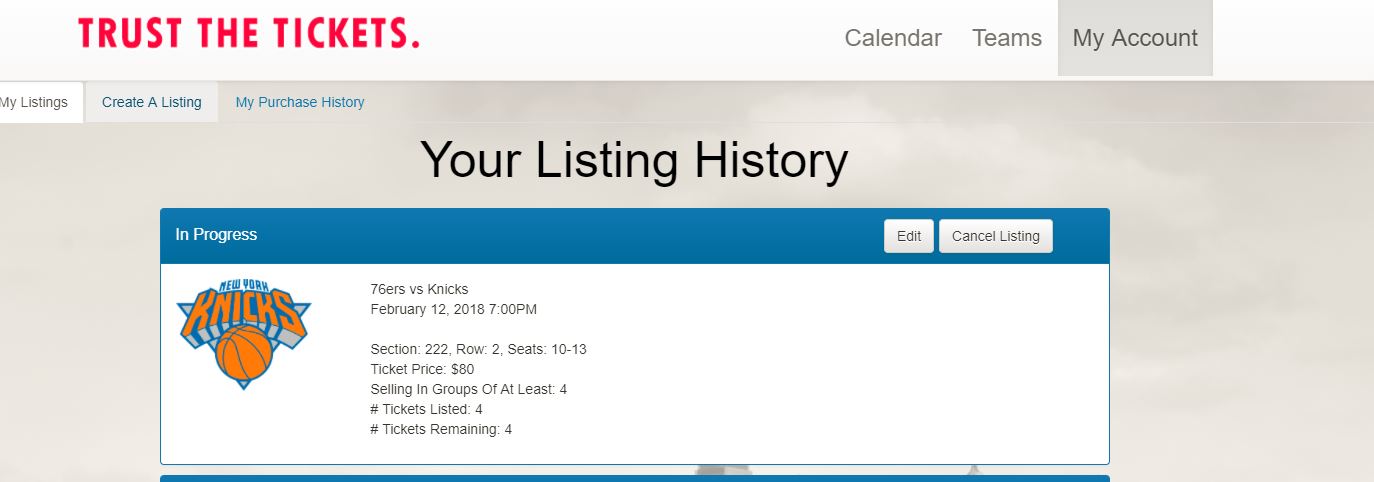 TRUST THE TICKETS.
Calendar Teams My Account
My Listings Create A Listing My Purchase History
Your Listing History
In Progress Edit Cancel Listing
NEW YORK
KNICKS
76ers vs Knicks
February 12, 2018 7:00PM
Section: 222, Row: 2, Seats: 10-13
Ticket Price: $80
Selling In Groups Of At Least: 4
# Tickets Listed: 4
# Tickets Remaining: 4